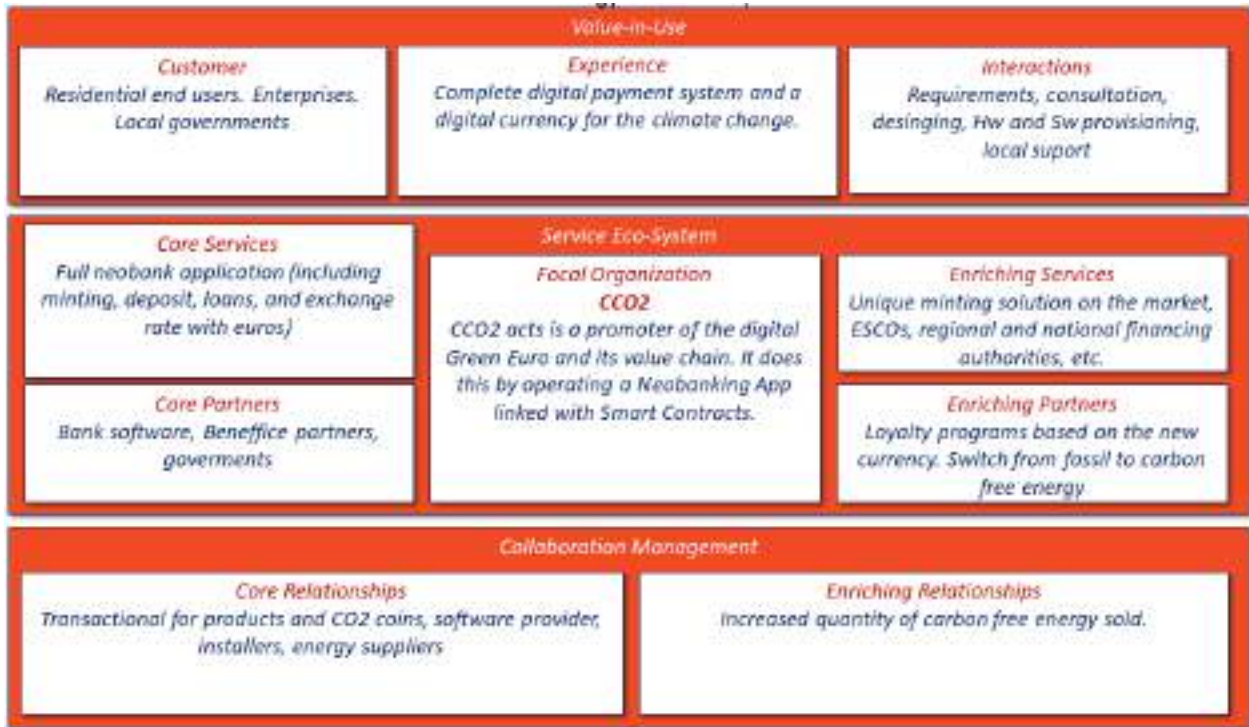 Value-in-Use
Customer
Residential end users. Enterprises.
Local governments
Experience
Complete digital payment system and a
digital currency for the climate change.
Interactions
Requirements, consultation,
desinging, Hw and Sw provisioning,
local suport
Service Eco-System
Core Services
Full neobank application (including
minting, deposit, loans, and exchange
rate with euros)
Core Partners
Bank software, Beneffice partners,
goverments
Focal Organization
CCO2
CCO2 acts is a promoter of the digital
Green Euro and its value chain. It does
this by operating a Neobanking App
linked with Smart Contracts.
Enriching Services
Unique minting solution on the market,
ESCOs, regional and national financing
authorities, etc.
Enriching Partners
Loyalty programs based on the new
currency. Switch from fossil to carbon
free energy
Collaboration Management
Core Relationships
Transactional for products and CO2 coins, software provider,
installers, energy suppliers
Enriching Relationships
Increased quantity of carbon free energy sold.